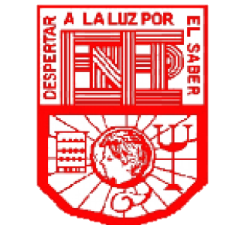 DESPERTAR
A LA LUZ POR
EL SABER
ENP